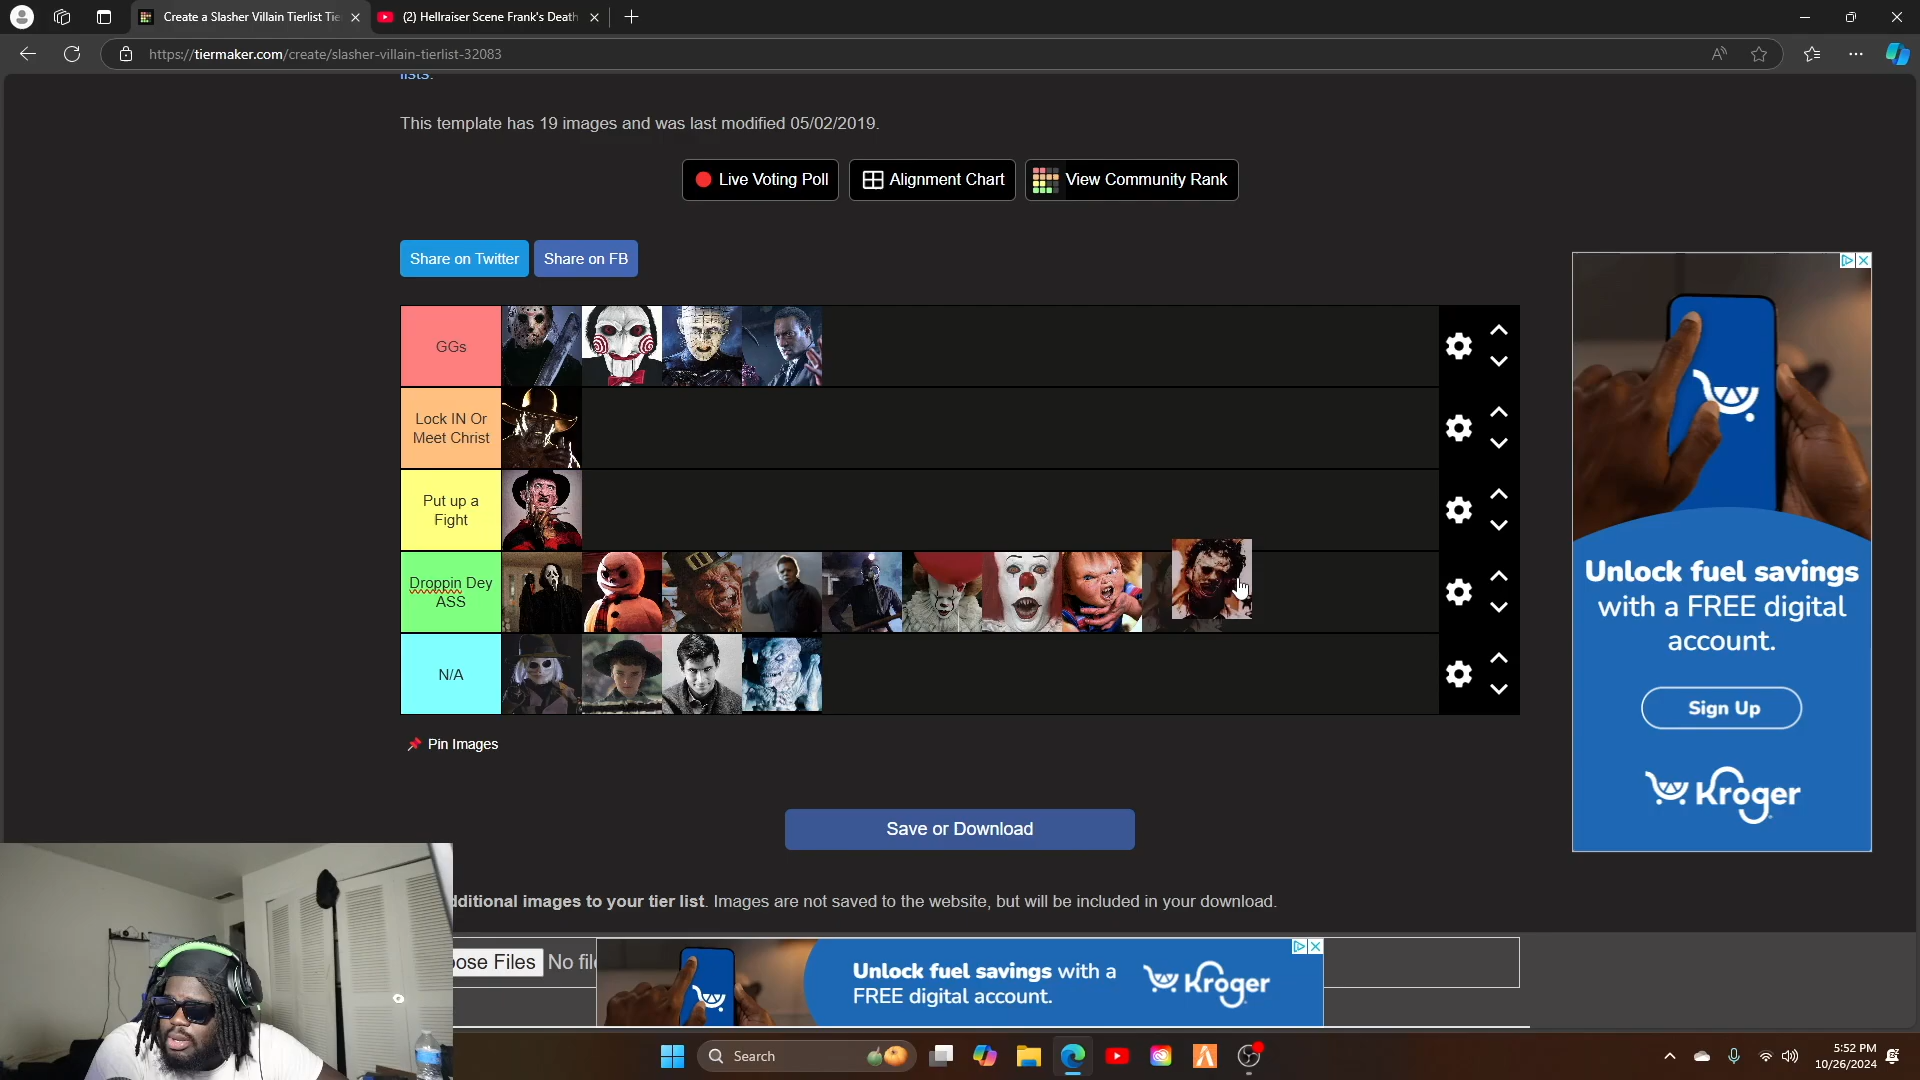 Create a Slasher Villain Tierlist Tie
(2) Hellraiser Scene Frank's Death
https://tiermaker.com/create/slasher-villain-tierlist-32083
lists.
This template has 19 images and was last modified 05/02/2019.
Live Voting Poll
Alignment Chart
View Community Rank
Share on Twitter
Share on FB
GGs
Lock IN Or
Meet Christ
Put up a
Fight
Droppin Dey
ASS
N/A
Pin Images
Save or Download
Unlock fuel savings
with a FREE digital
account.
Sign Up
Kroger
dditional images to your tier list. Images are not saved to the website, but will be included in your download.
oose Files No file
Unlock fuel savings with a
FREE digital account.
Kroger
Search
5:52 PM
10/26/2024